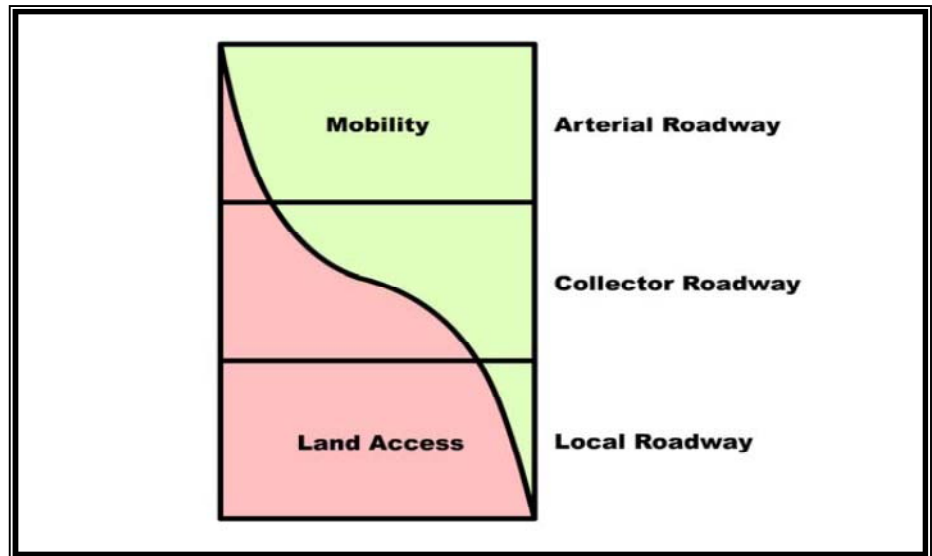 Mobility
Arterial Roadway
Collector Roadway
Land Access
Local Roadway